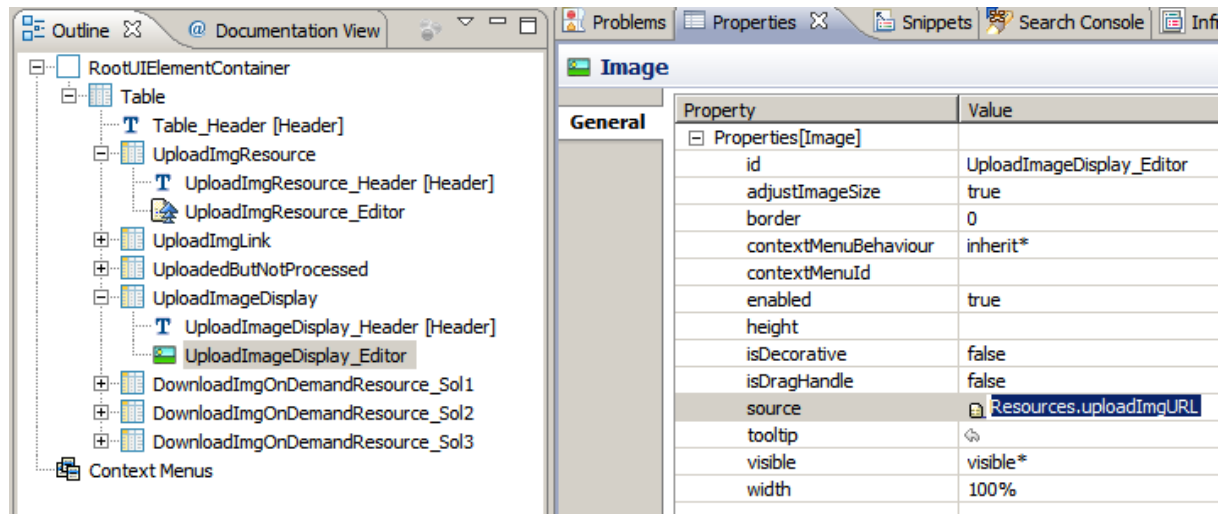 Outline
@ Documentation View
RootUIElementContainer
Table
T Table_Header [Header]
UploadImgResource
T UploadImgResource_Header [Header]
UploadImgResource_Editor
UploadImgLink
UploadedButNotProcessed
UploadImageDisplay
T UploadImageDisplay_Header [Header]
UploadImageDisplay_Editor
DownloadImgOnDemandResource_Sol1
DownloadImgOnDemandResource_Sol2
DownloadImgOnDemandResource_Sol3
Context Menus
Problems Properties Snippets Search Console Infr
Image
General
Property Value
Properties[Image]
id UploadImageDisplay_Editor
adjustImageSize true
border 0
contextMenuBehaviour inherit*
contextMenuId
enabled true
height
isDecorative false
isDragHandle false
source Resources.uploadImgURL
tooltip
visible visible*
width 100%